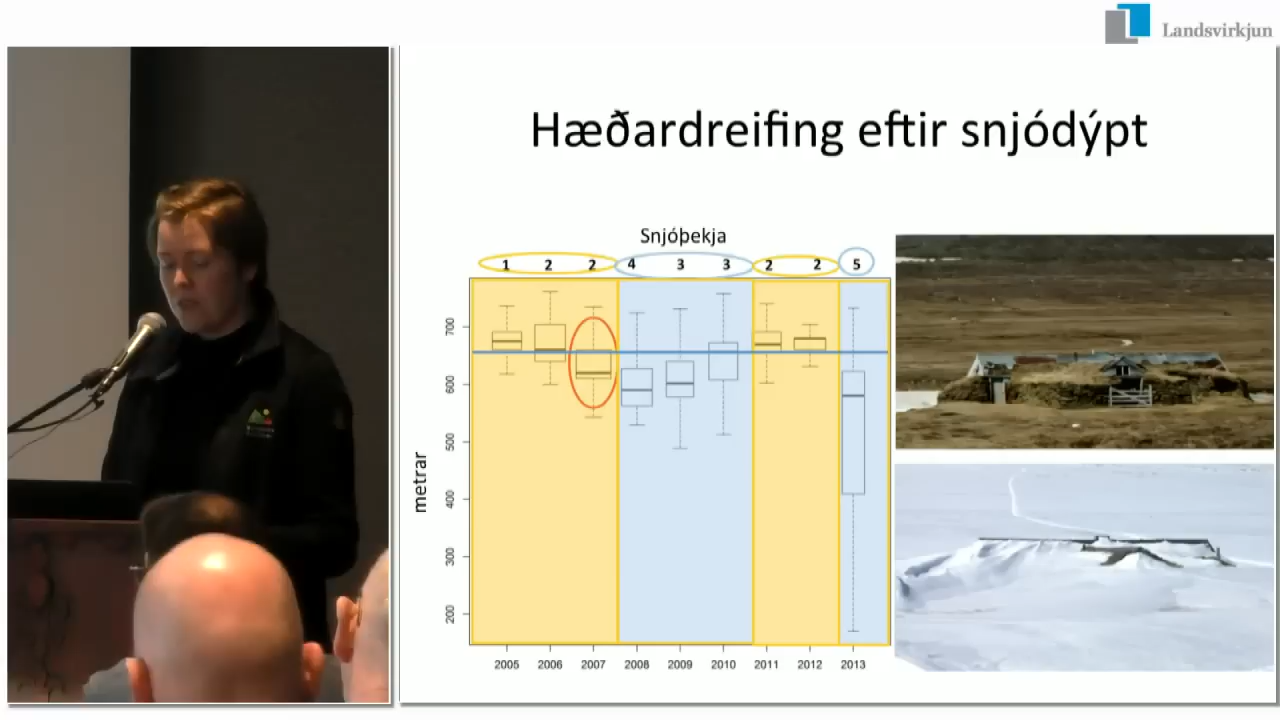 Landsvirkjun
Hæðardreifing eftir snjódýpt
Snjóþekja
1 2 2 4 3 3 2 2 5
metrar
700
600
500
400
300
200
2005 2006 2007 2008 2009 2010 2011 2012 2013